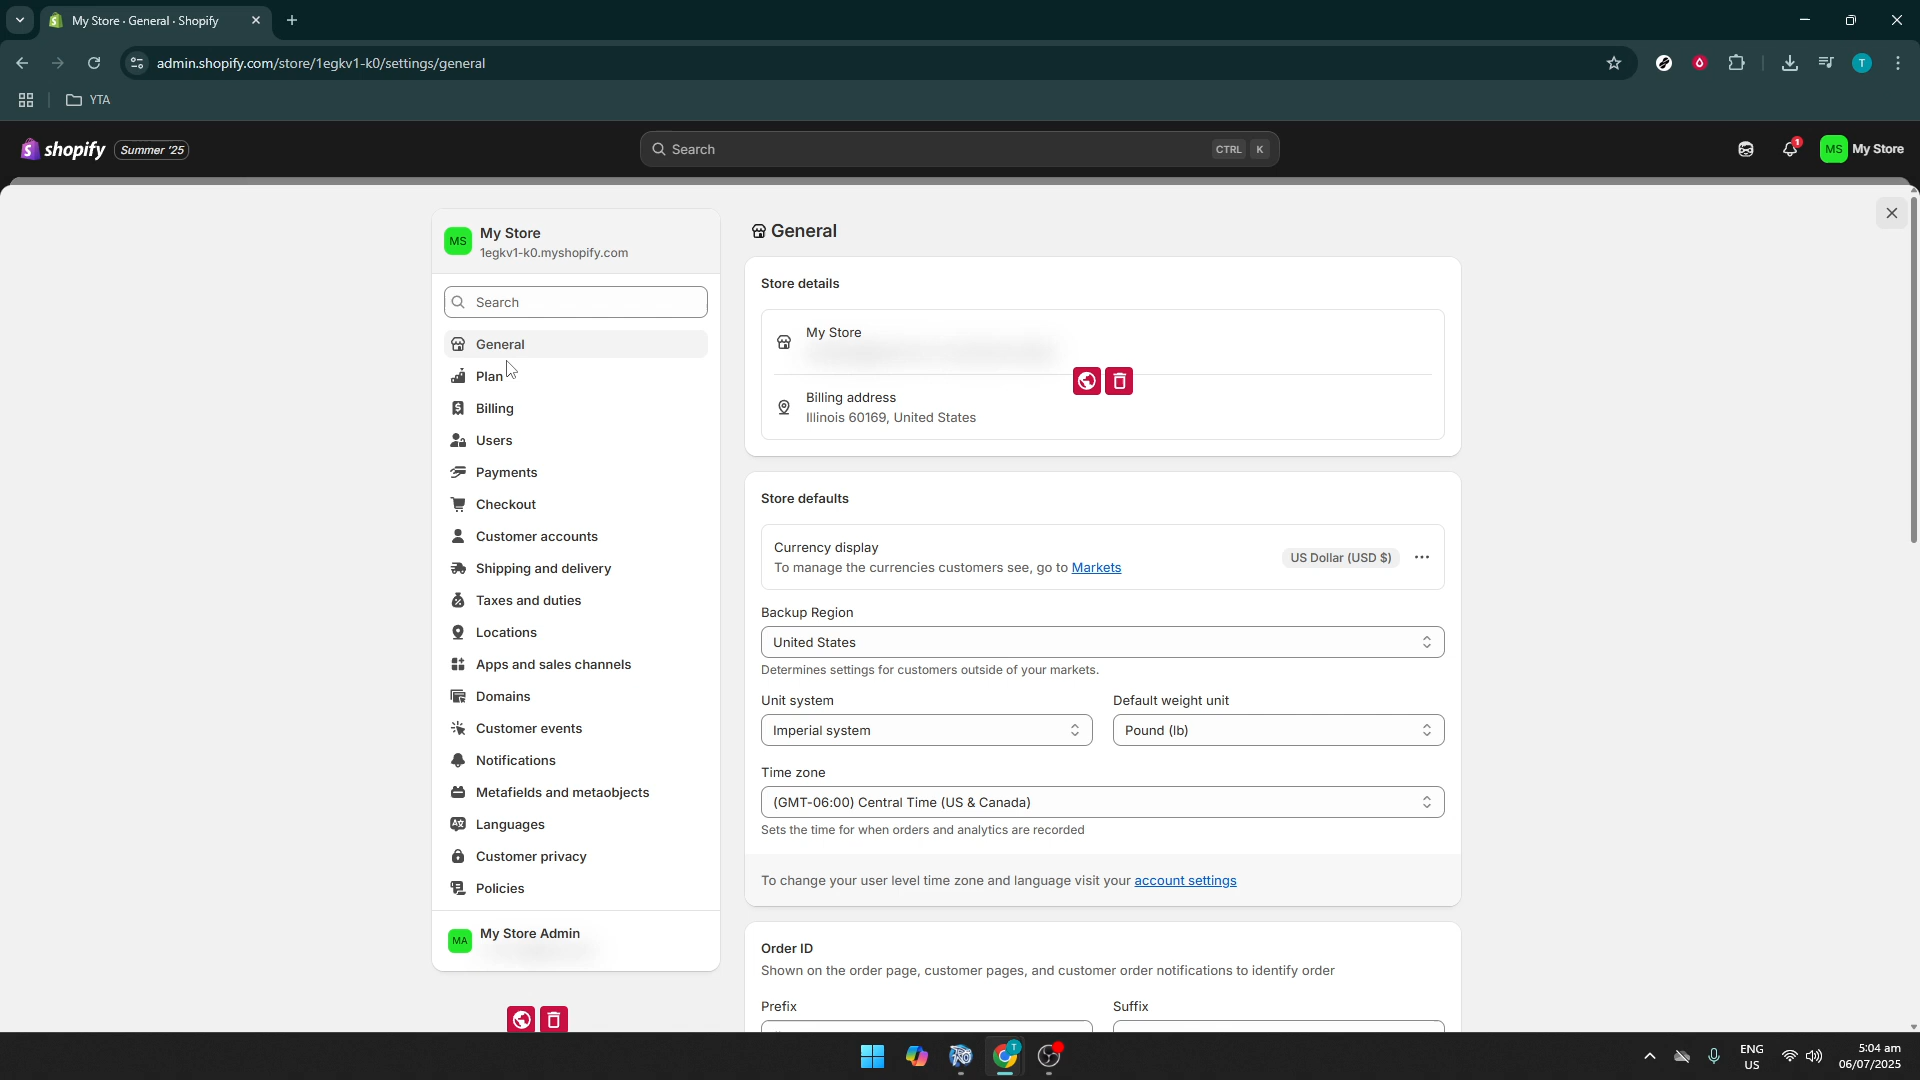 My Store · General · Shopify
admin.shopify.com/store/1egkv1-k0/settings/general
T
YTA
shopify
Summer '25
Search
CTRL K
1
MS
My Store
MS
My Store
1egkv1-k0.myshopify.com
Search
General
Plan
Billing
Users
Payments
Checkout
Customer accounts
Shipping and delivery
Taxes and duties
Locations
Apps and sales channels
Domains
Customer events
Notifications
Metafields and metaobjects
Languages
Customer privacy
Policies
MA
My Store Admin
General
Store details
My Store
Billing address
Illinois 60169, United States
Store defaults
Currency display
To manage the currencies customers see, go to Markets
US Dollar (USD $)
Backup Region
United States
Determines settings for customers outside of your markets.
Unit system
Default weight unit
Imperial system
Pound (lb)
Time zone
(GMT-06:00) Central Time (US & Canada)
Sets the time for when orders and analytics are recorded
To change your user level time zone and language visit your account settings
Order ID
Shown on the order page, customer pages, and customer order notifications to identify order
Prefix
Suffix
T
ENG
US
5:04 am
06/07/2025